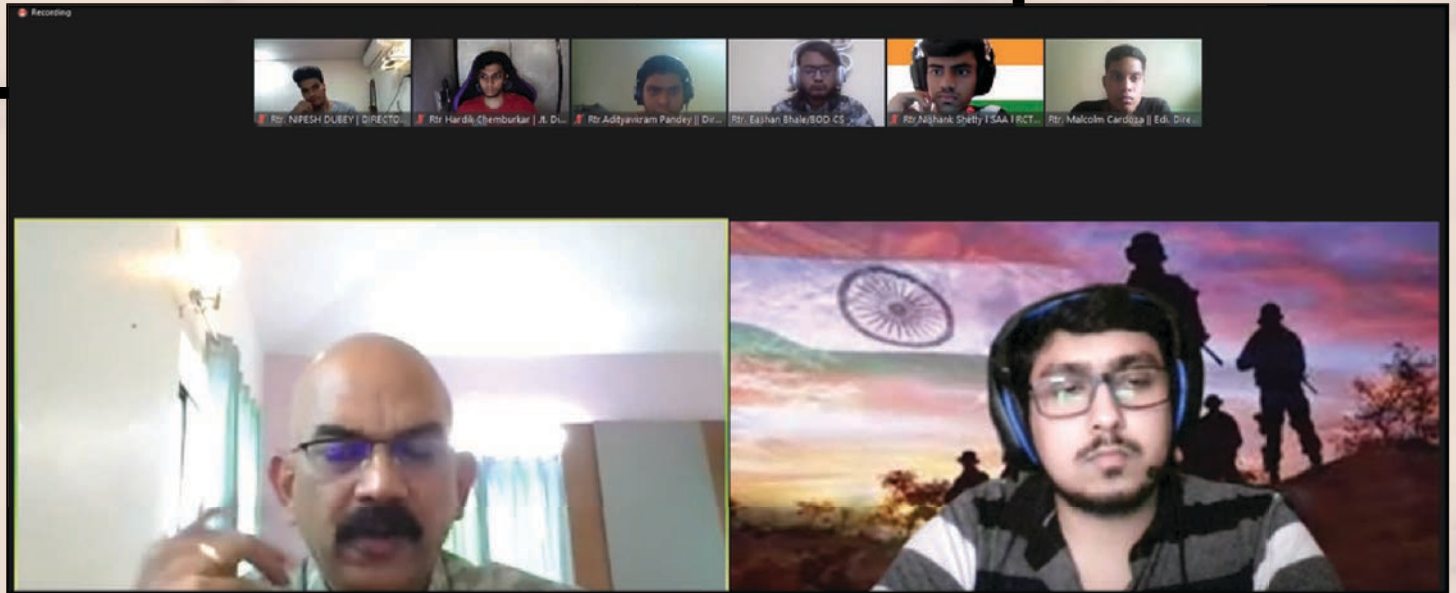 Recording
Rtr. NIPESH DUBEY | DIRECTO...
Rtr Hardik Chemburkar | Jt. Di...
Rtr.Adityavikram Pandey || Dir...
Rtr. Eashan Bhale/BOD CS
Rtr.Nishank Shetty I SAA I RCT...
Rtr. Malcolm Cardoza || Edi. Dire...